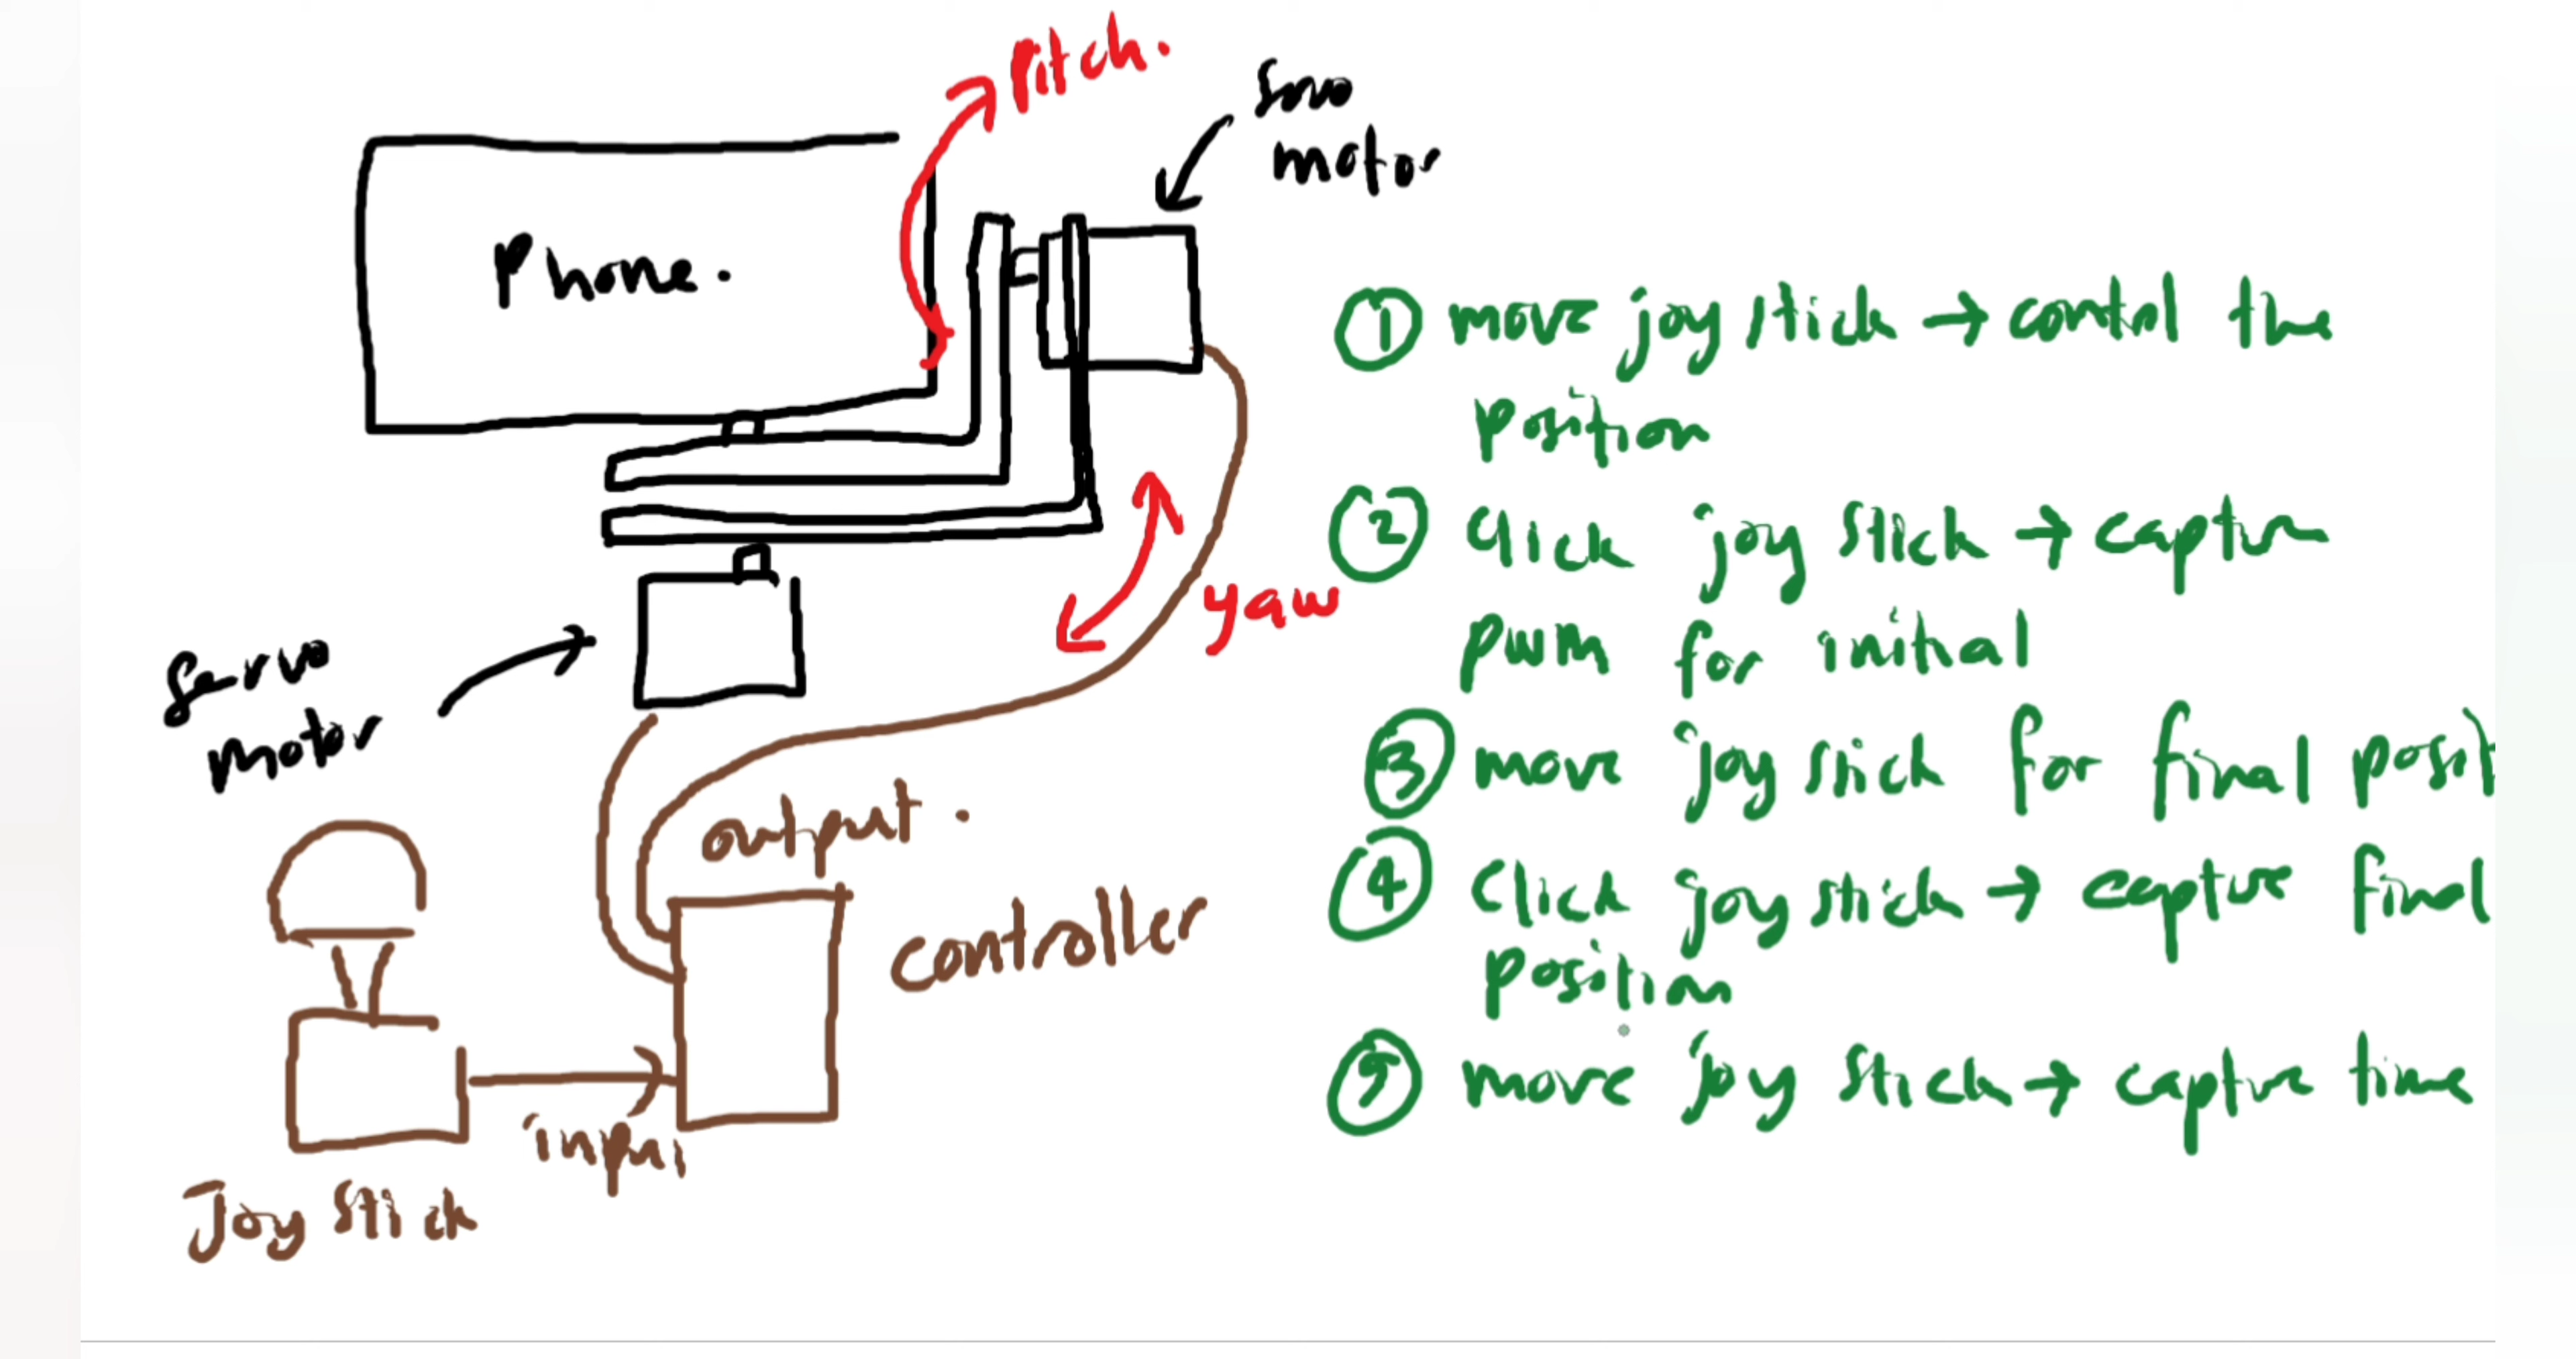 Pitch.
Servo
motor
Phone.
① move joy stick → control the
position
② click joy stick → capture
pwm for initial
yaw
Servo
motor
③ move joy stick for final posit
output.
④ click joy stick → capture final
position
controller
⑤ move joy stick → capture time
input
Joy stick